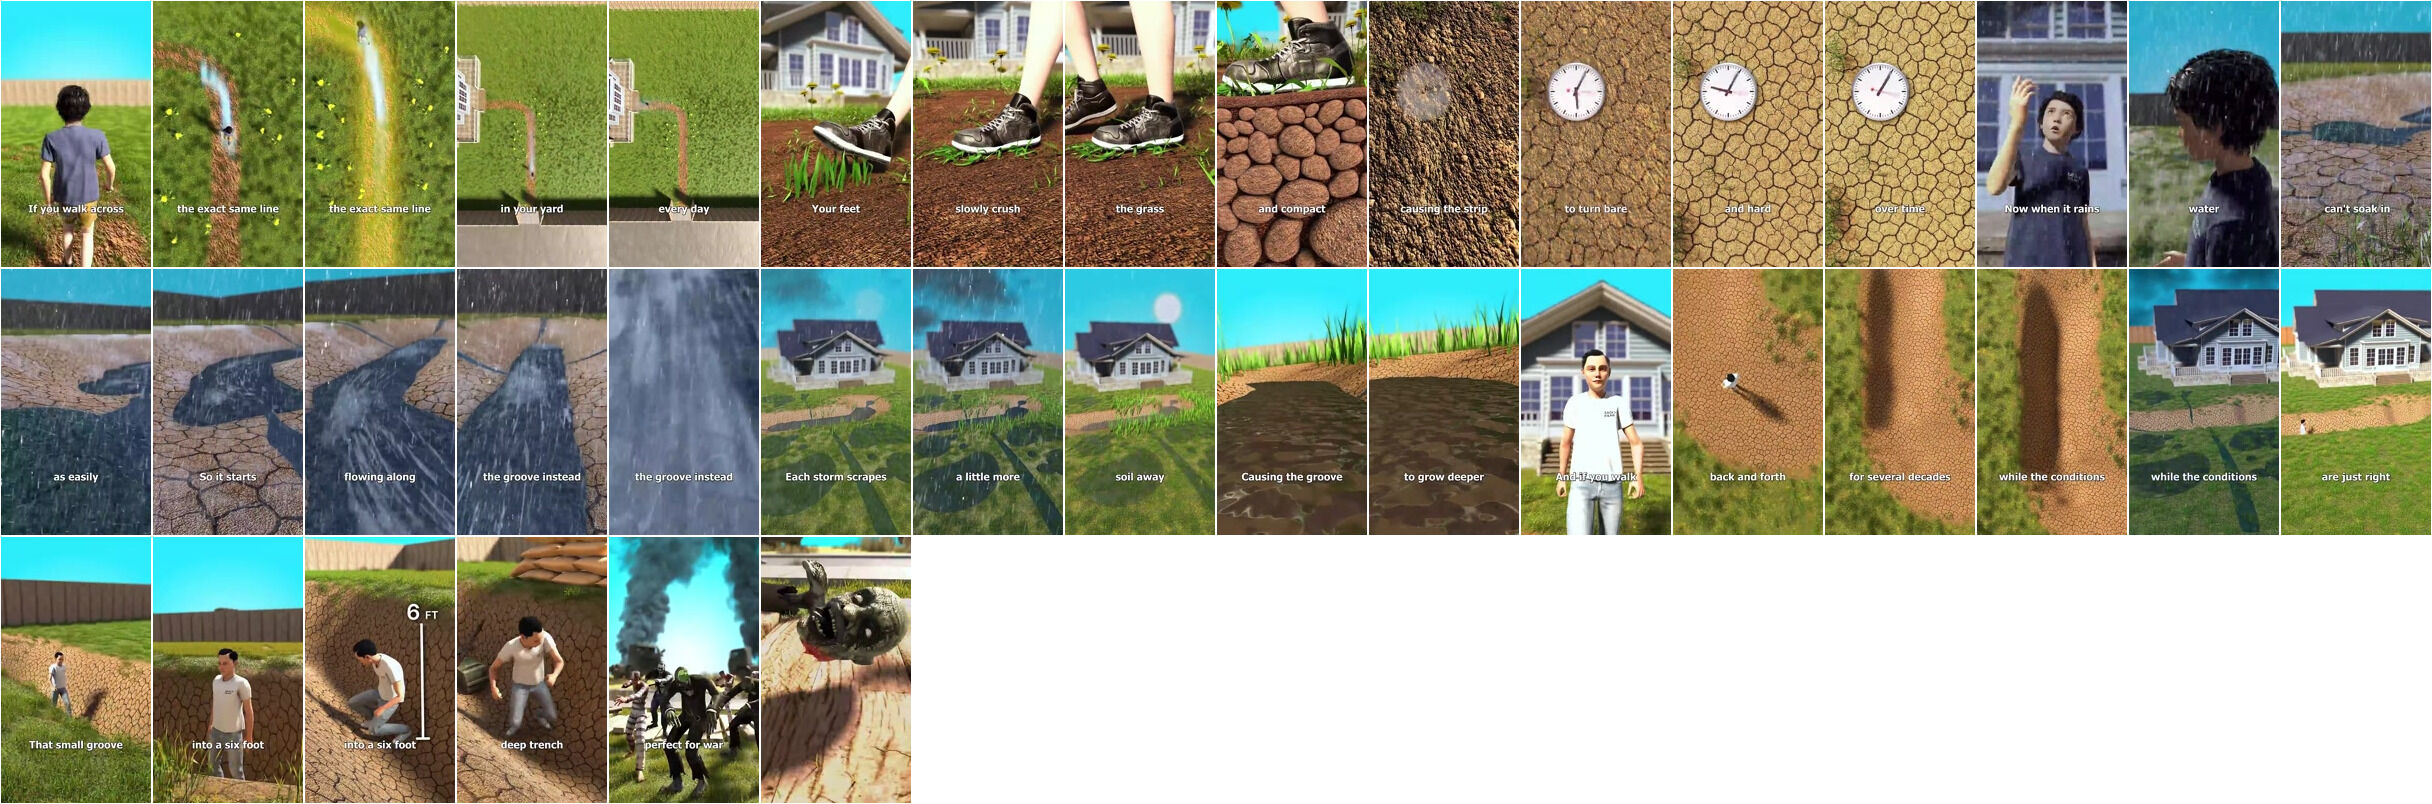 If you walk across
the exact same line
the exact same line
in your yard
every day
Your feet
slowly crush
the grass
and compact
causing the strip
to turn bare
and hard
over time
Now when it rains
water
can't soak in
as easily
So it starts
flowing along
the groove instead
the groove instead
Each storm scrapes
a little more
soil away
Causing the groove
to grow deeper
And if you walk
back and forth
for several decades
while the conditions
while the conditions
are just right
That small groove
into a six foot
6 FT
into a six foot
deep trench
perfect for war